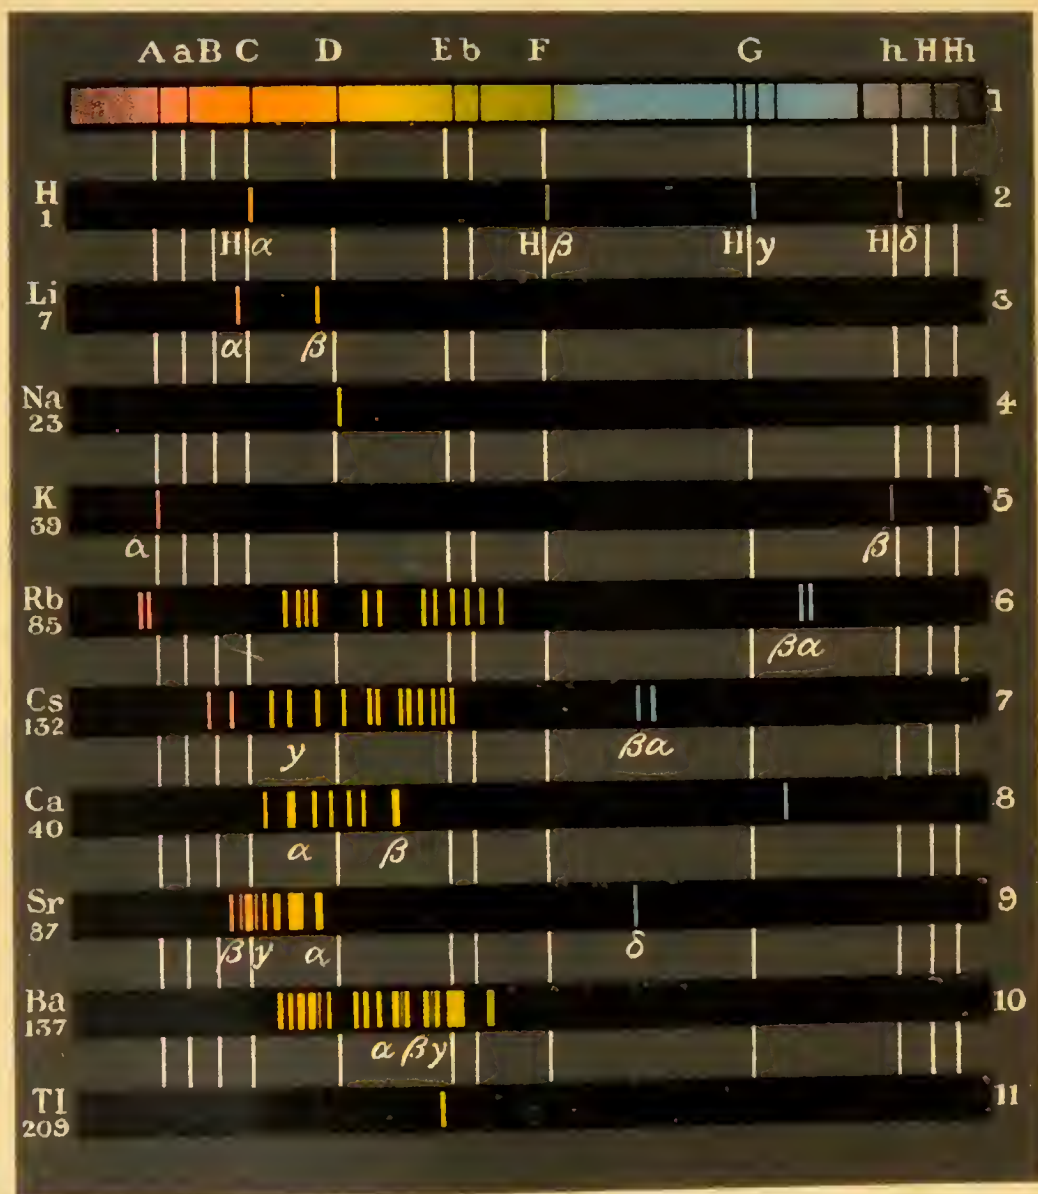 A a B C D E b F G h H H₁
1
H 2
1
H α H β H γ H δ
Li 3
7
α β
Na 4
23
K 5
39
α β
Rb 6
85
β α
Cs 7
132
γ β α
Ca 8
40
α β
Sr 9
87
β γ α δ
Ba 10
137
α β γ
Tl 11
209